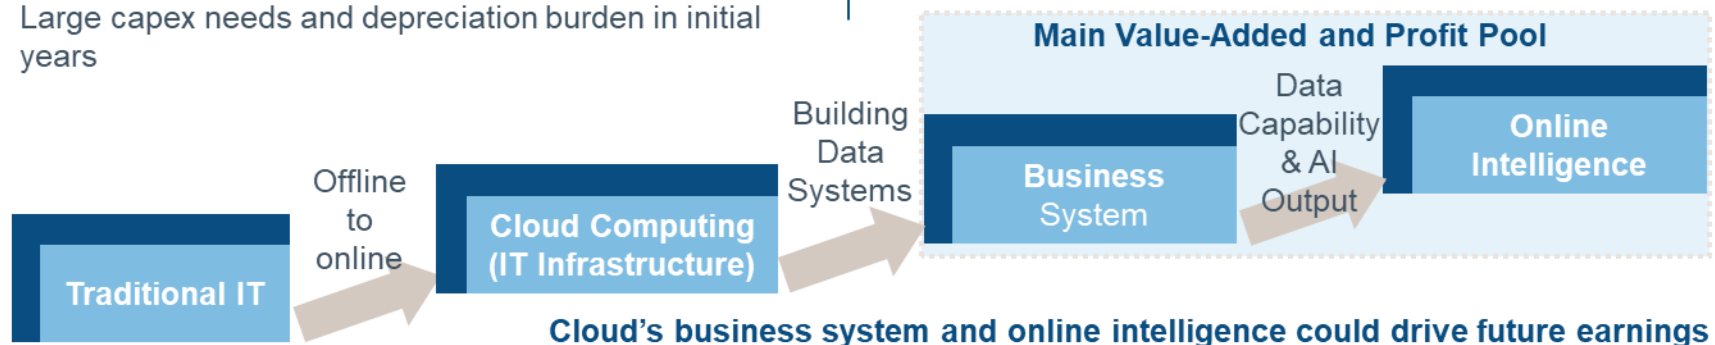 Large capex needs and depreciation burden in initial
years
Main Value-Added and Profit Pool
Traditional IT
Offline
to
online
Cloud Computing
(IT Infrastructure)
Building
Data
Systems
Business
System
Data
Capability
& AI
Output
Online
Intelligence
Cloud’s business system and online intelligence could drive future earnings